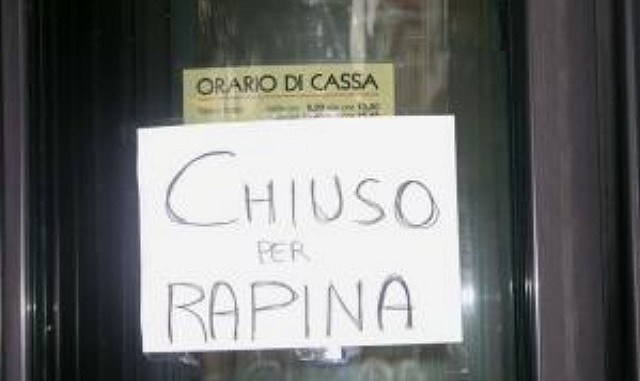 ORARIO DI CASSA
CHIUSO
PER
RAPINA